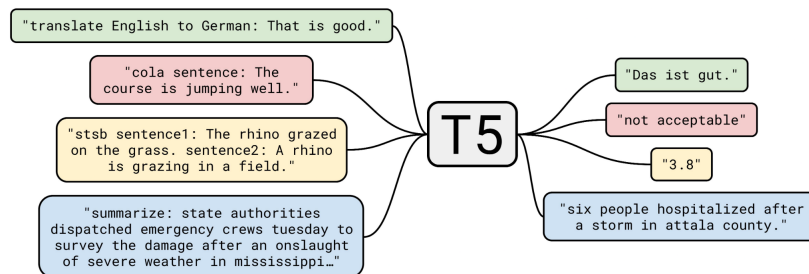 "translate English to German: That is good."
"cola sentence: The
course is jumping well."
"stsb sentence1: The rhino grazed
on the grass. sentence2: A rhino
is grazing in a field."
"summarize: state authorities
dispatched emergency crews tuesday to
survey the damage after an onslaught
of severe weather in mississippi…"
T5
"Das ist gut."
"not acceptable"
"3.8"
"six people hospitalized after
a storm in attala county."